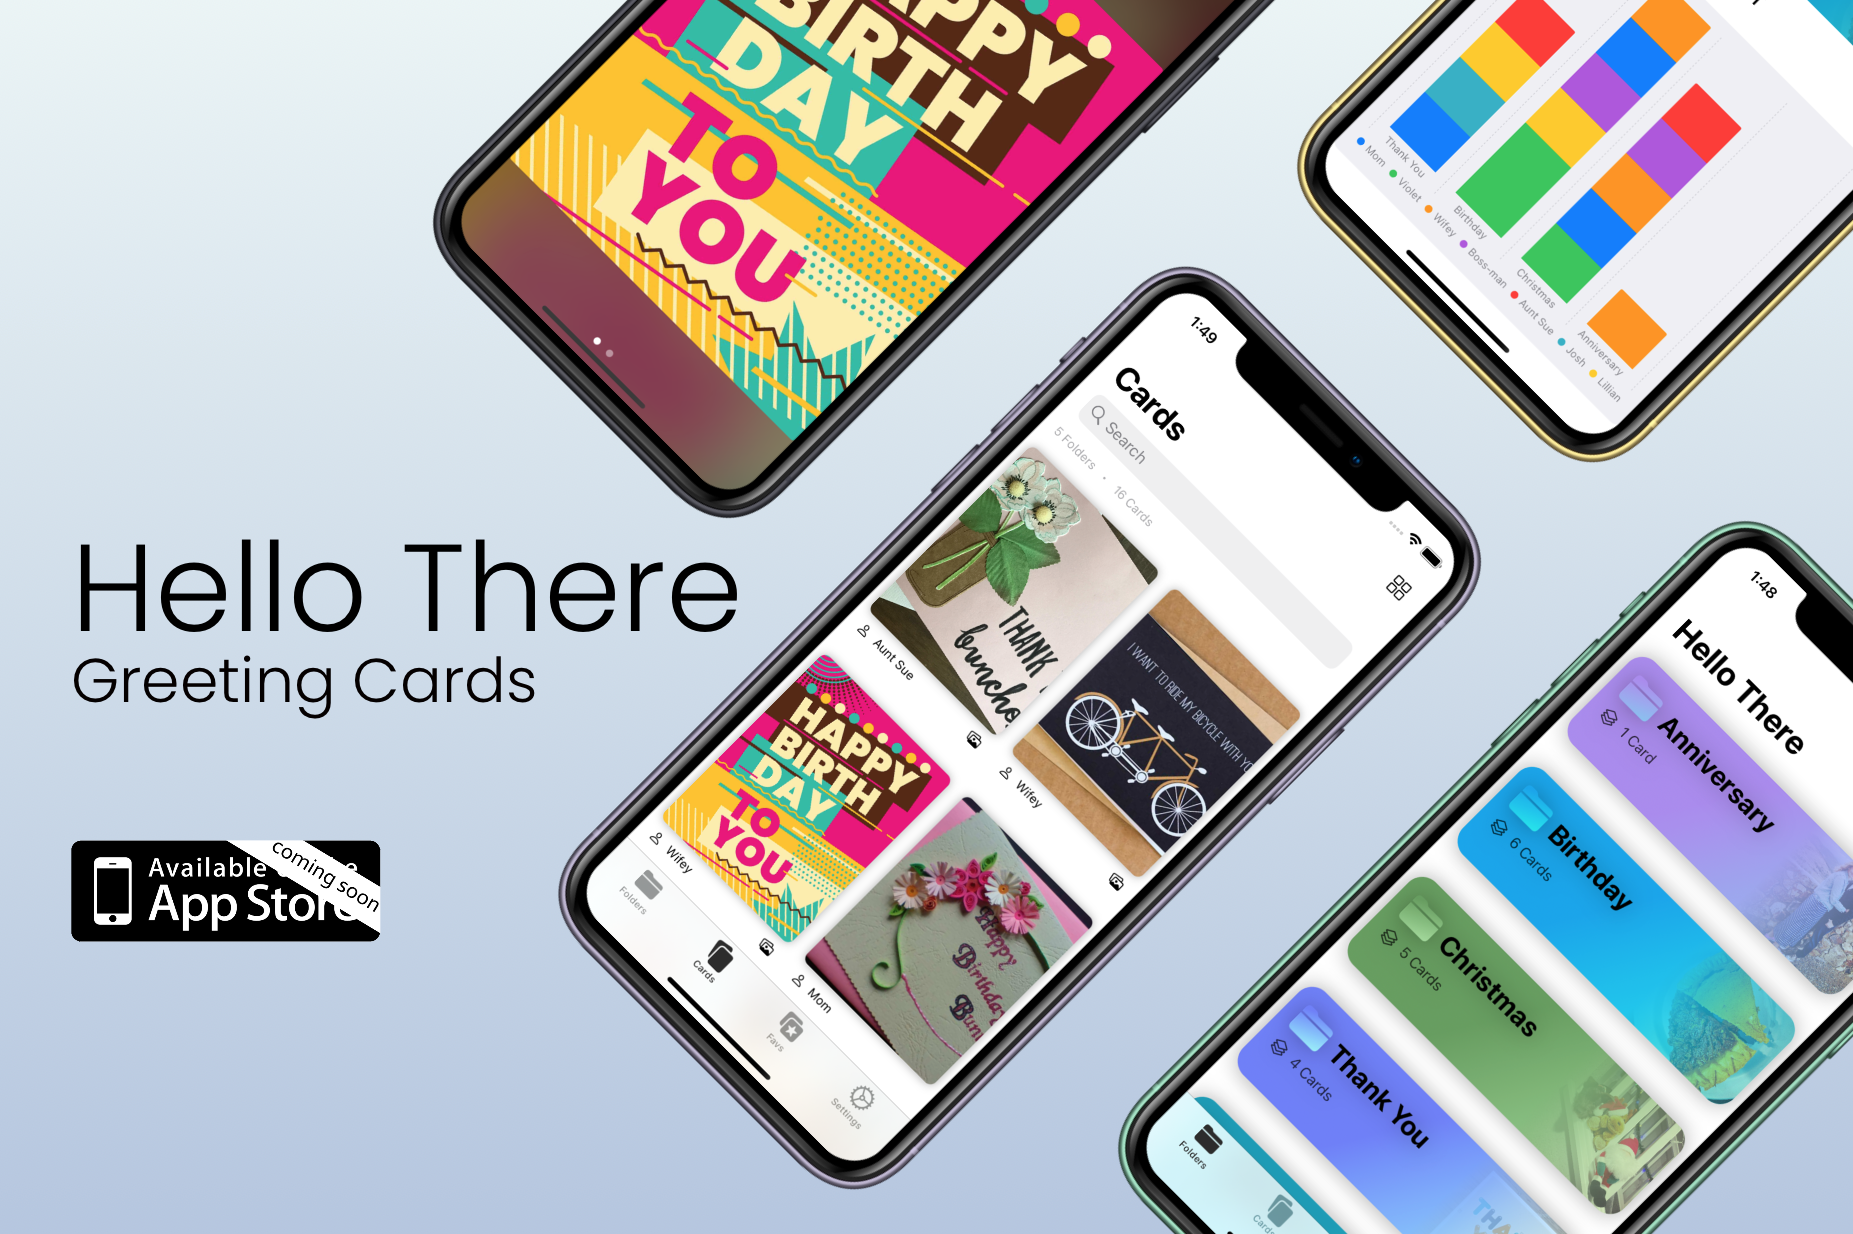 HAPPY
BIRTH
DAY
TO
YOU
Thank You
Birthday
Christmas
Anniversary
Mom
Violet
Wifey
Boss-man
Aunt Sue
Josh
Lillian
Hello There
Greeting Cards
Available
App Store
coming soon
1:49
Cards
Search
5 Folders · 16 Cards
THANK
bunches
Aunt Sue
I WANT TO RIDE MY BICYCLE WITH
Wifey
HAPPY
BIRTH
DAY
TO
YOU
Wifey
Happy
Birthday
Mom
Folders
Cards
Favs
Settings
1:48
Hello There
Anniversary
1 Card
Birthday
6 Cards
Christmas
5 Cards
Thank You
4 Cards
Folders
Cards